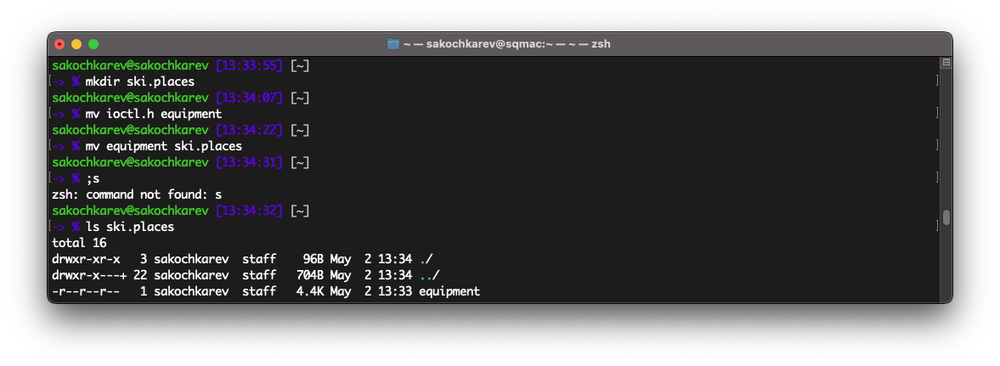 ~ — sakochkarev@sqmac:~ — ~ — zsh
sakochkarev@sakochkarev [13:33:55] [~]
[-> % mkdir ski.places ]
sakochkarev@sakochkarev [13:34:07] [~]
[-> % mv ioctl.h equipment ]
sakochkarev@sakochkarev [13:34:22] [~]
[-> % mv equipment ski.places ]
sakochkarev@sakochkarev [13:34:31] [~]
[-> % ;s ]
zsh: command not found: s
sakochkarev@sakochkarev [13:34:32] [~]
[-> % ls ski.places ]
total 16
drwxr-xr-x   3 sakochkarev  staff    96B May  2 13:34 ./
drwxr-x---+ 22 sakochkarev  staff   704B May  2 13:34 ../
-r--r--r--   1 sakochkarev  staff   4.4K May  2 13:33 equipment